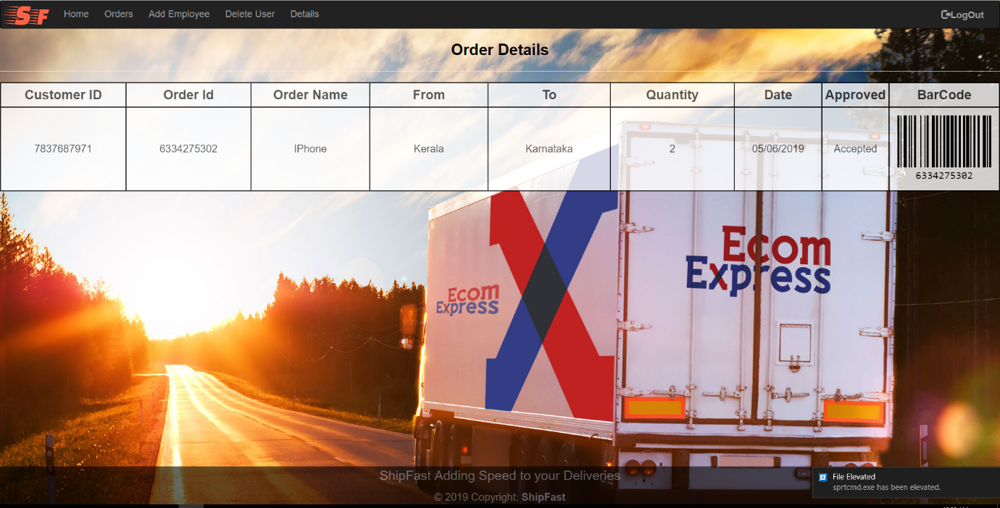 SF Home Orders Add Employee Delete User Details LogOut
Order Details
Customer ID Order Id Order Name From To Quantity Date Approved BarCode
7837687971 6334275302 IPhone Kerala Karnataka 2 05/06/2019 Accepted
6334275302
Ecom
Express
Ecom
Express
ShipFast Adding Speed to your Deliveries
© 2019 Copyright: ShipFast
File Elevated
sprtcmd.exe has been elevated.